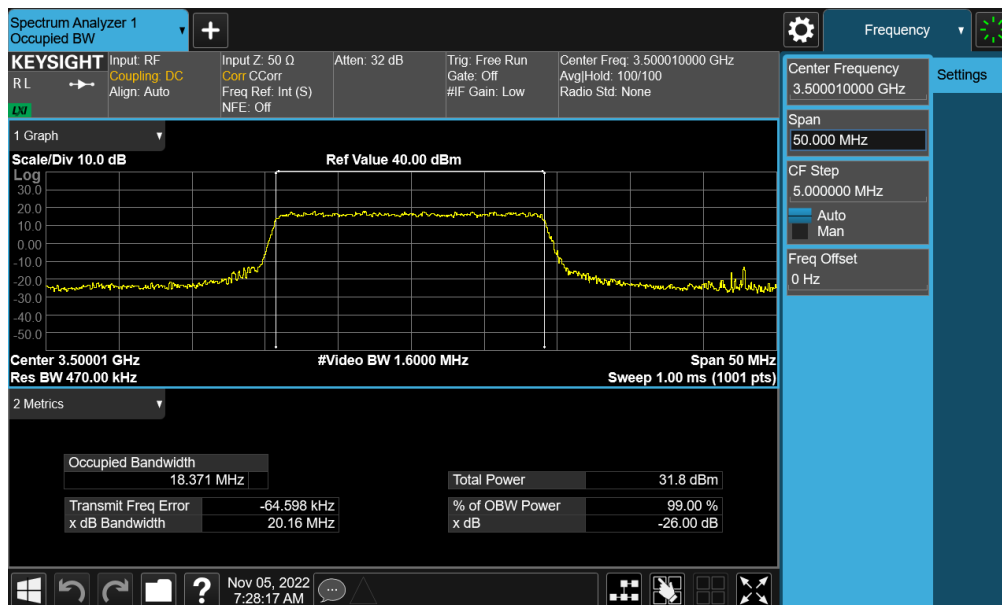 Spectrum Analyzer 1
Occupied BW
+
Frequency
KEYSIGHT
R L
LXI
Input: RF
Coupling: DC
Align: Auto
Input Z: 50 Ω
Corr CCorr
Freq Ref: Int (S)
NFE: Off
Atten: 32 dB
Trig: Free Run
Gate: Off
#IF Gain: Low
Center Freq: 3.500010000 GHz
Avg|Hold: 100/100
Radio Std: None
Center Frequency
3.500010000 GHz
Settings
Span
50.000 MHz
CF Step
5.000000 MHz
Auto
Man
Freq Offset
0 Hz
1 Graph
Scale/Div 10.0 dB
Ref Value 40.00 dBm
Log
30.0
20.0
10.0
0.00
-10.0
-20.0
-30.0
-40.0
-50.0
Center 3.50001 GHz
#Video BW 1.6000 MHz
Span 50 MHz
Res BW 470.00 kHz
Sweep 1.00 ms (1001 pts)
2 Metrics
Occupied Bandwidth
18.371 MHz
Total Power 31.8 dBm
Transmit Freq Error -64.598 kHz
% of OBW Power 99.00 %
x dB Bandwidth 20.16 MHz
x dB -26.00 dB
?
Nov 05, 2022
7:28:17 AM